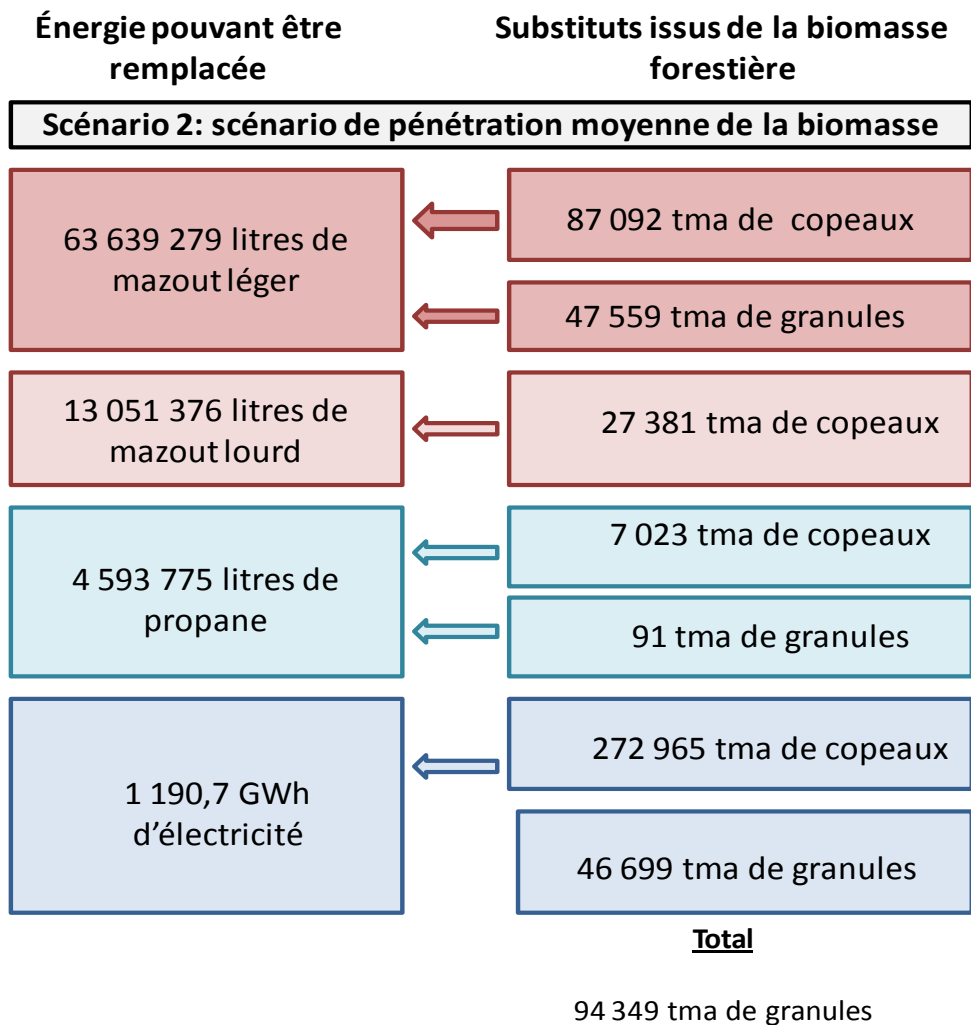 Énergie pouvant être
remplacée
Substituts issus de la biomasse
forestière
Scénario 2: scénario de pénétration moyenne de la biomasse
63 639 279 litres de
mazout léger
87 092 tma de copeaux
47 559 tma de granules
13 051 376 litres de
mazout lourd
27 381 tma de copeaux
4 593 775 litres de
propane
7 023 tma de copeaux
91 tma de granules
1 190,7 GWh
d’électricité
272 965 tma de copeaux
46 699 tma de granules
Total
94 349 tma de granules